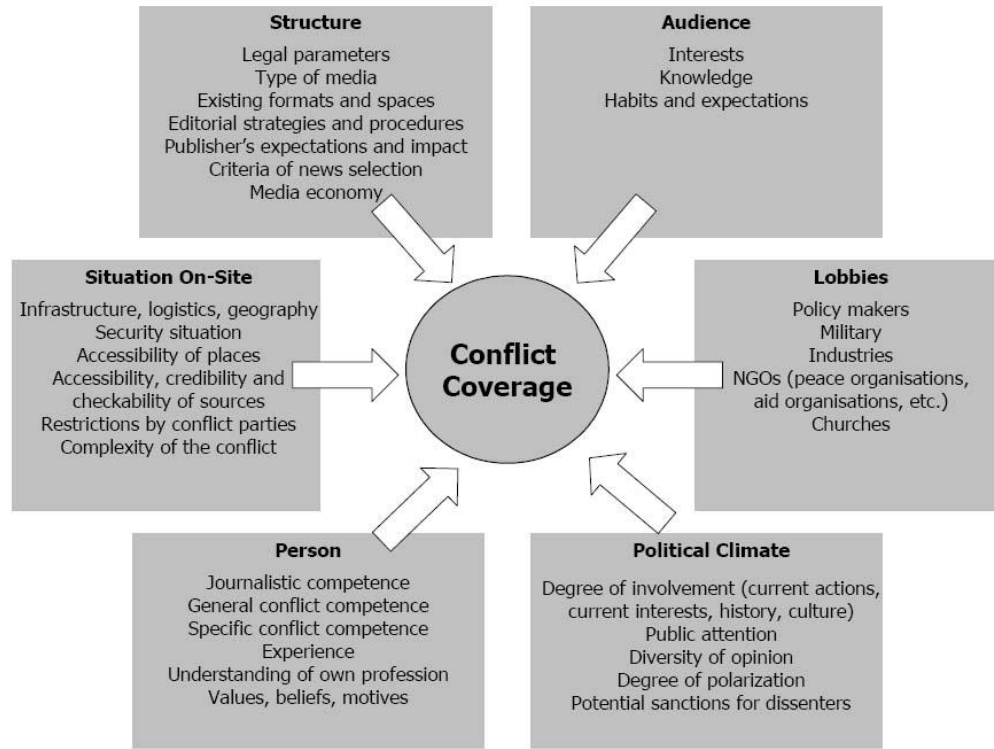 Structure
Legal parameters
Type of media
Existing formats and spaces
Editorial strategies and procedures
Publisher's expectations and impact
Criteria of news selection
Media economy
Audience
Interests
Knowledge
Habits and expectations
Situation On-Site
Infrastructure, logistics, geography
Security situation
Accessibility of places
Accessibility, credibility and
checkability of sources
Restrictions by conflict parties
Complexity of the conflict
Conflict
Coverage
Lobbies
Policy makers
Military
Industries
NGOs (peace organisations,
aid organisations, etc.)
Churches
Person
Journalistic competence
General conflict competence
Specific conflict competence
Experience
Understanding of own profession
Values, beliefs, motives
Political Climate
Degree of involvement (current actions,
current interests, history, culture)
Public attention
Diversity of opinion
Degree of polarization
Potential sanctions for dissenters